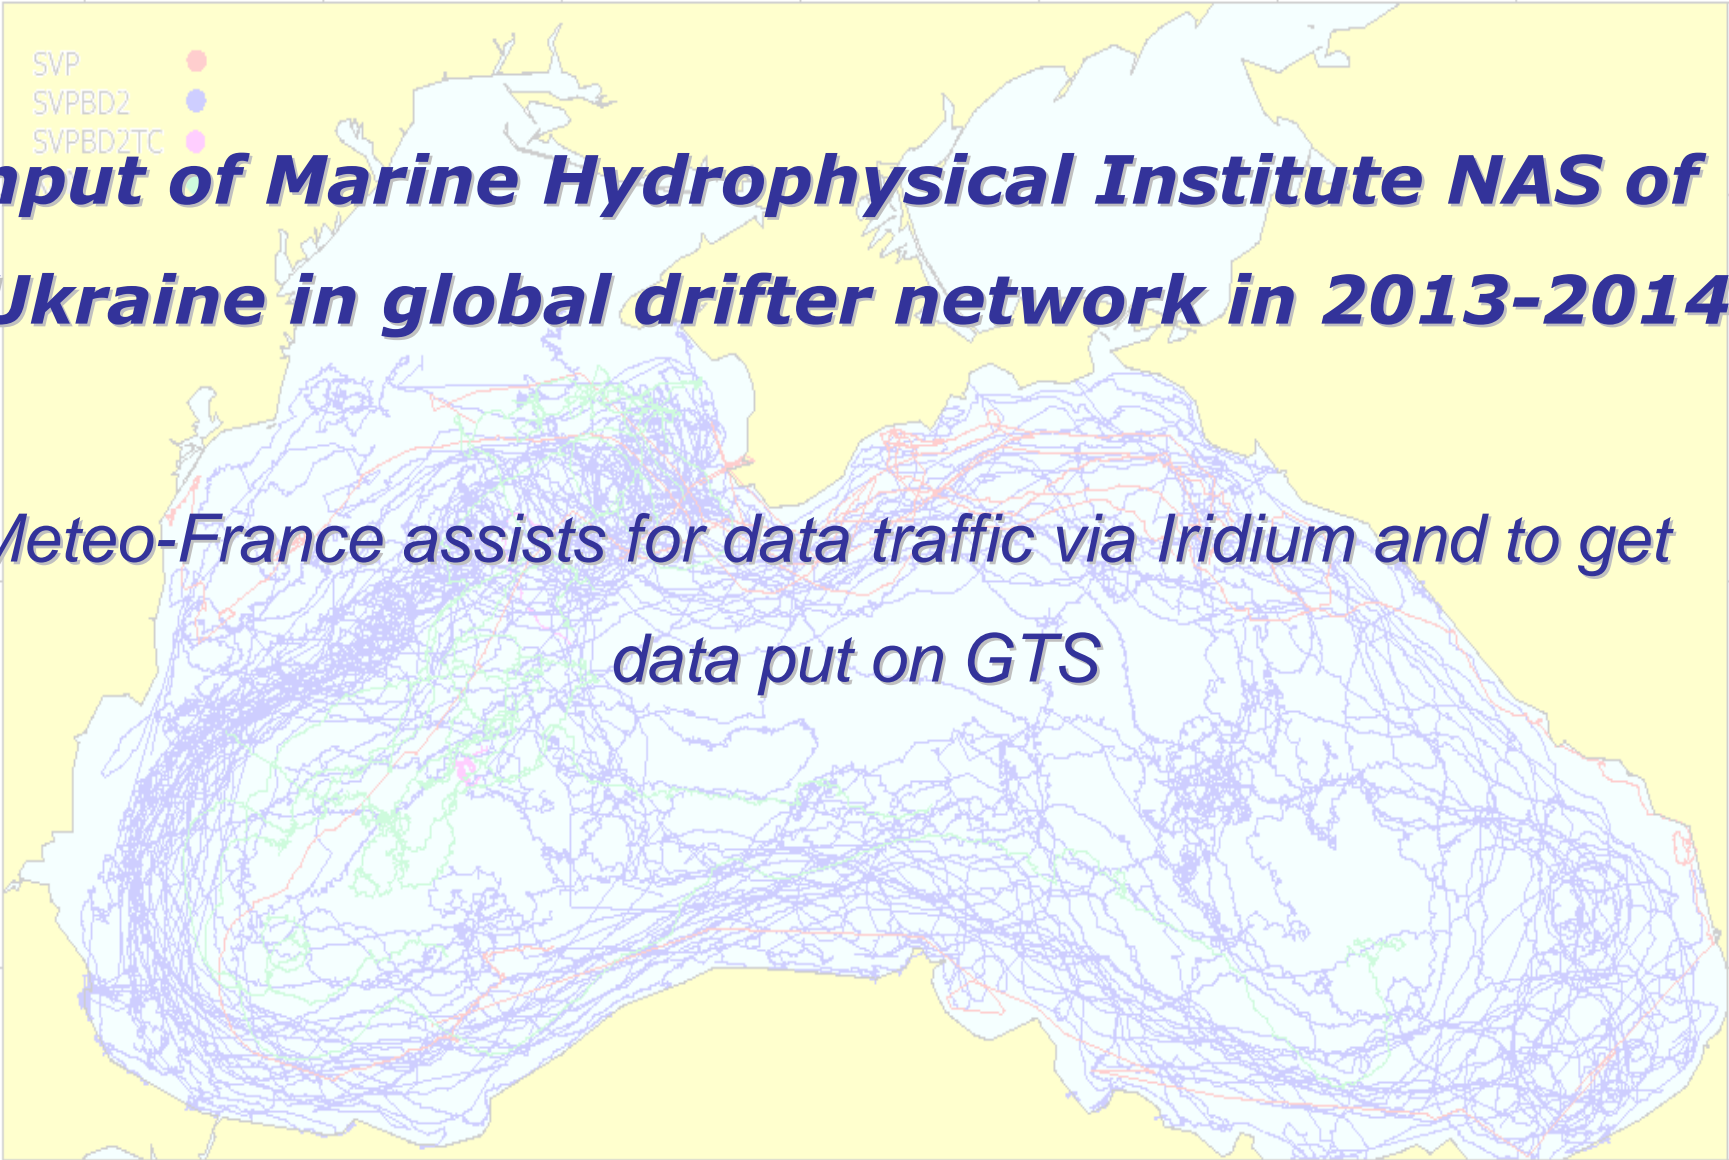 SVP
SVPBD2
SVPBD2TC
nput of Marine Hydrophysical Institute NAS of
Ukraine in global drifter network in 2013-2014
Meteo-France assists for data traffic via Iridium and to get
data put on GTS